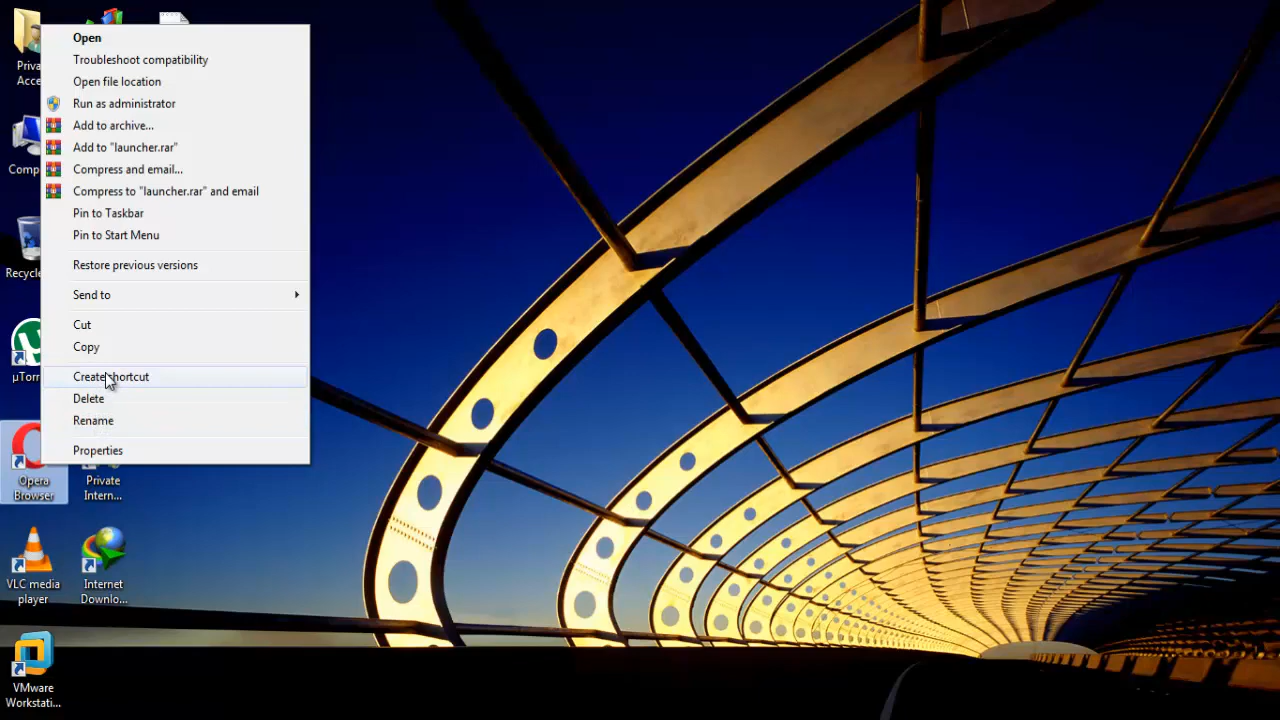 Open
Troubleshoot compatibility
Open file location
Run as administrator
Add to archive...
Add to "launcher.rar"
Compress and email...
Compress to "launcher.rar" and email
Pin to Taskbar
Pin to Start Menu
Restore previous versions
Send to
Cut
Copy
Create shortcut
Delete
Rename
Properties
Priva
Acce
Comp
Recycle
µTorr
Opera
Browser
Private
Intern...
VLC media
player
Internet
Downlo...
VMware
Workstati...